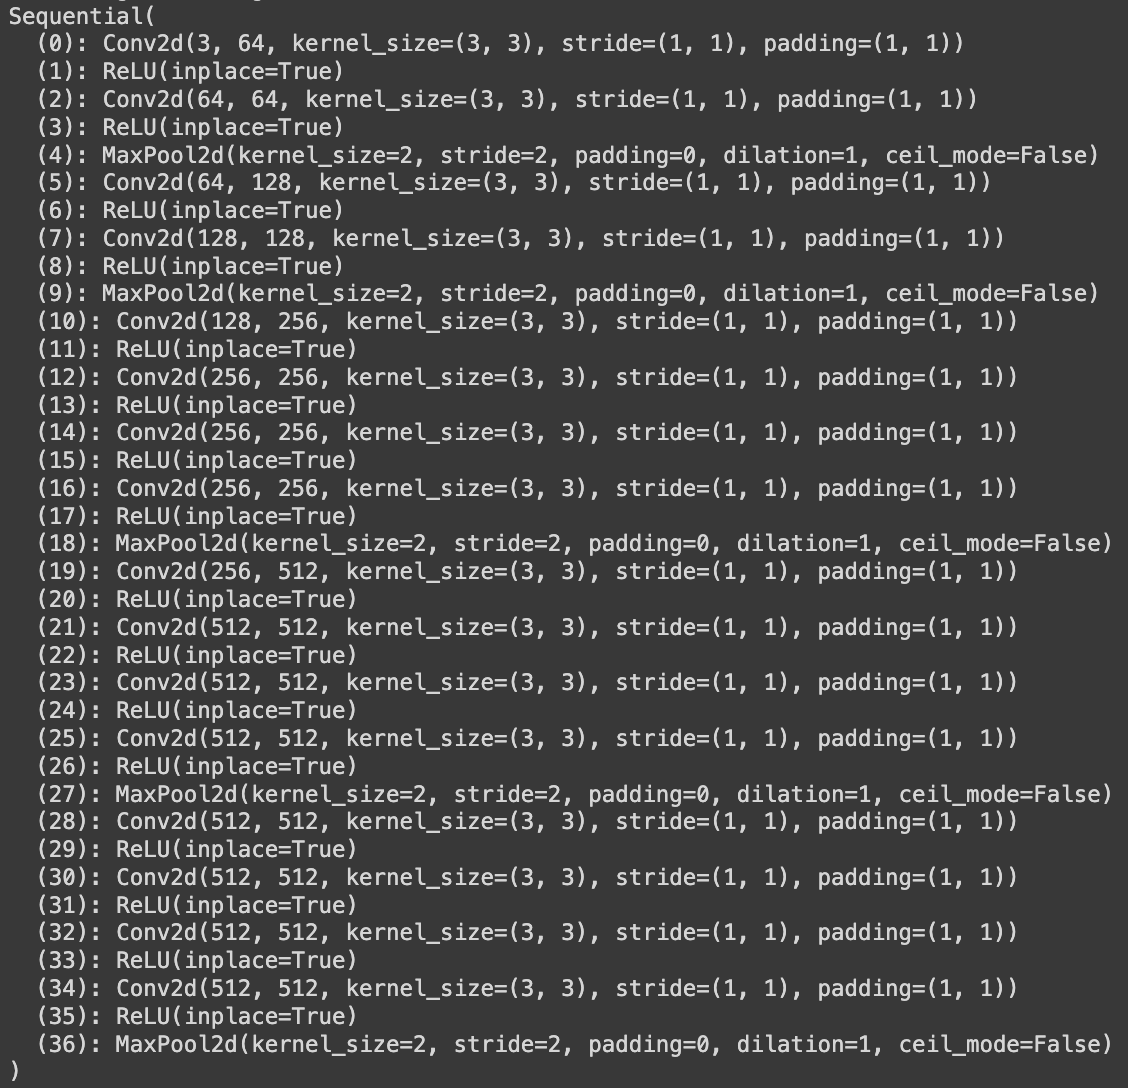 Sequential(
  (0): Conv2d(3, 64, kernel_size=(3, 3), stride=(1, 1), padding=(1, 1))
  (1): ReLU(inplace=True)
  (2): Conv2d(64, 64, kernel_size=(3, 3), stride=(1, 1), padding=(1, 1))
  (3): ReLU(inplace=True)
  (4): MaxPool2d(kernel_size=2, stride=2, padding=0, dilation=1, ceil_mode=False)
  (5): Conv2d(64, 128, kernel_size=(3, 3), stride=(1, 1), padding=(1, 1))
  (6): ReLU(inplace=True)
  (7): Conv2d(128, 128, kernel_size=(3, 3), stride=(1, 1), padding=(1, 1))
  (8): ReLU(inplace=True)
  (9): MaxPool2d(kernel_size=2, stride=2, padding=0, dilation=1, ceil_mode=False)
  (10): Conv2d(128, 256, kernel_size=(3, 3), stride=(1, 1), padding=(1, 1))
  (11): ReLU(inplace=True)
  (12): Conv2d(256, 256, kernel_size=(3, 3), stride=(1, 1), padding=(1, 1))
  (13): ReLU(inplace=True)
  (14): Conv2d(256, 256, kernel_size=(3, 3), stride=(1, 1), padding=(1, 1))
  (15): ReLU(inplace=True)
  (16): Conv2d(256, 256, kernel_size=(3, 3), stride=(1, 1), padding=(1, 1))
  (17): ReLU(inplace=True)
  (18): MaxPool2d(kernel_size=2, stride=2, padding=0, dilation=1, ceil_mode=False)
  (19): Conv2d(256, 512, kernel_size=(3, 3), stride=(1, 1), padding=(1, 1))
  (20): ReLU(inplace=True)
  (21): Conv2d(512, 512, kernel_size=(3, 3), stride=(1, 1), padding=(1, 1))
  (22): ReLU(inplace=True)
  (23): Conv2d(512, 512, kernel_size=(3, 3), stride=(1, 1), padding=(1, 1))
  (24): ReLU(inplace=True)
  (25): Conv2d(512, 512, kernel_size=(3, 3), stride=(1, 1), padding=(1, 1))
  (26): ReLU(inplace=True)
  (27): MaxPool2d(kernel_size=2, stride=2, padding=0, dilation=1, ceil_mode=False)
  (28): Conv2d(512, 512, kernel_size=(3, 3), stride=(1, 1), padding=(1, 1))
  (29): ReLU(inplace=True)
  (30): Conv2d(512, 512, kernel_size=(3, 3), stride=(1, 1), padding=(1, 1))
  (31): ReLU(inplace=True)
  (32): Conv2d(512, 512, kernel_size=(3, 3), stride=(1, 1), padding=(1, 1))
  (33): ReLU(inplace=True)
  (34): Conv2d(512, 512, kernel_size=(3, 3), stride=(1, 1), padding=(1, 1))
  (35): ReLU(inplace=True)
  (36): MaxPool2d(kernel_size=2, stride=2, padding=0, dilation=1, ceil_mode=False)
)